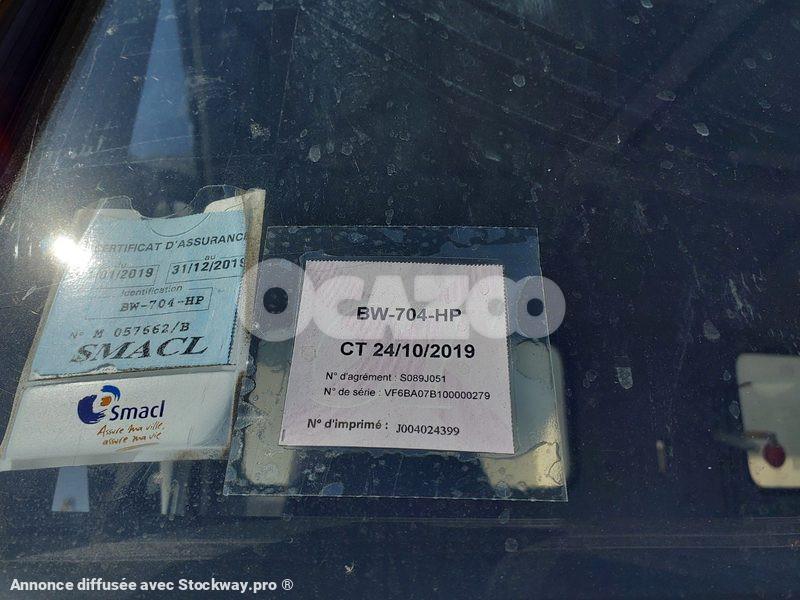 CERTIFICAT D'ASSURANCE
au
/01/2019 31/12/2019
Identification
BW-704-HP
N° M 057662/B
SMACL
Smacl
Assure ma ville,
assure ma vie
OCAZOO
BW-704-HP
CT 24/10/2019
N° d'agrément : S089J051
N° de série : VF6BA07B100000279
N° d'imprimé : J004024399
Annonce diffusée avec Stockway.pro ®